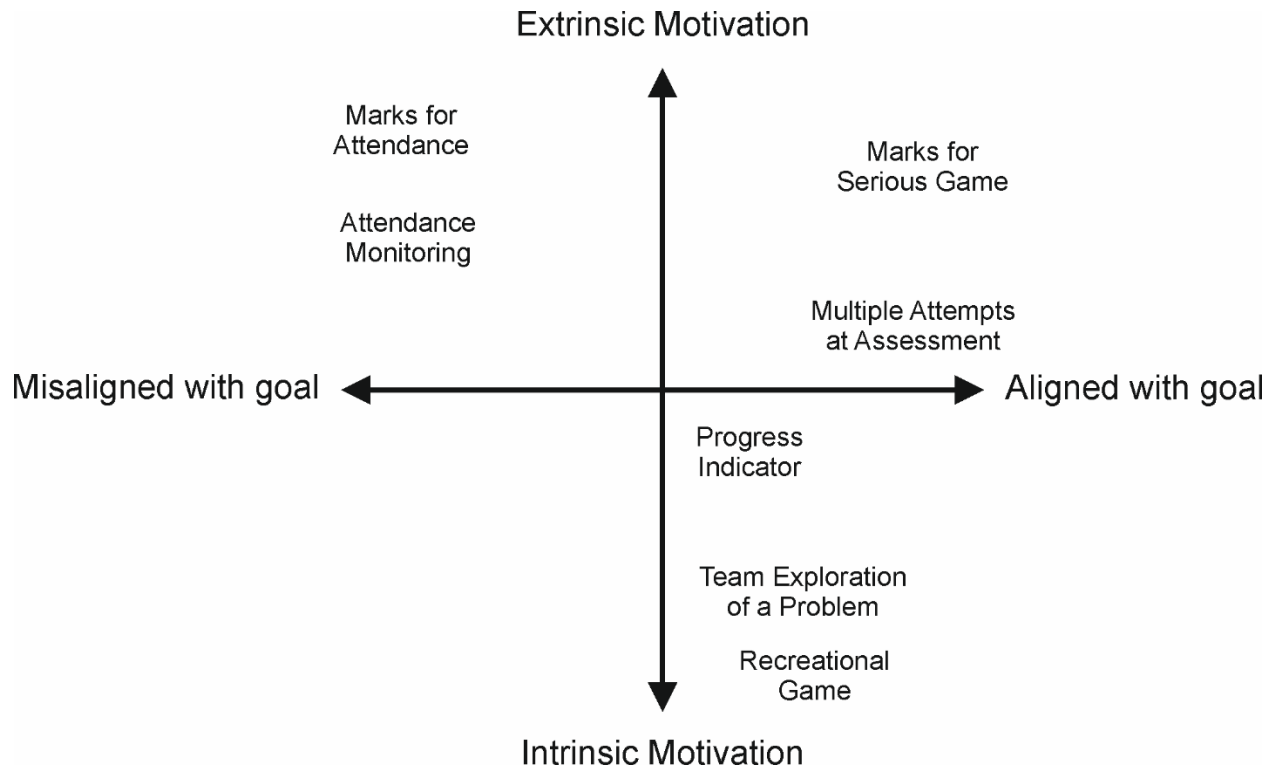 Extrinsic Motivation
Marks for
Attendance
Marks for
Serious Game
Attendance
Monitoring
Multiple Attempts
at Assessment
Misaligned with goal
Aligned with goal
Progress
Indicator
Team Exploration
of a Problem
Recreational
Game
Intrinsic Motivation